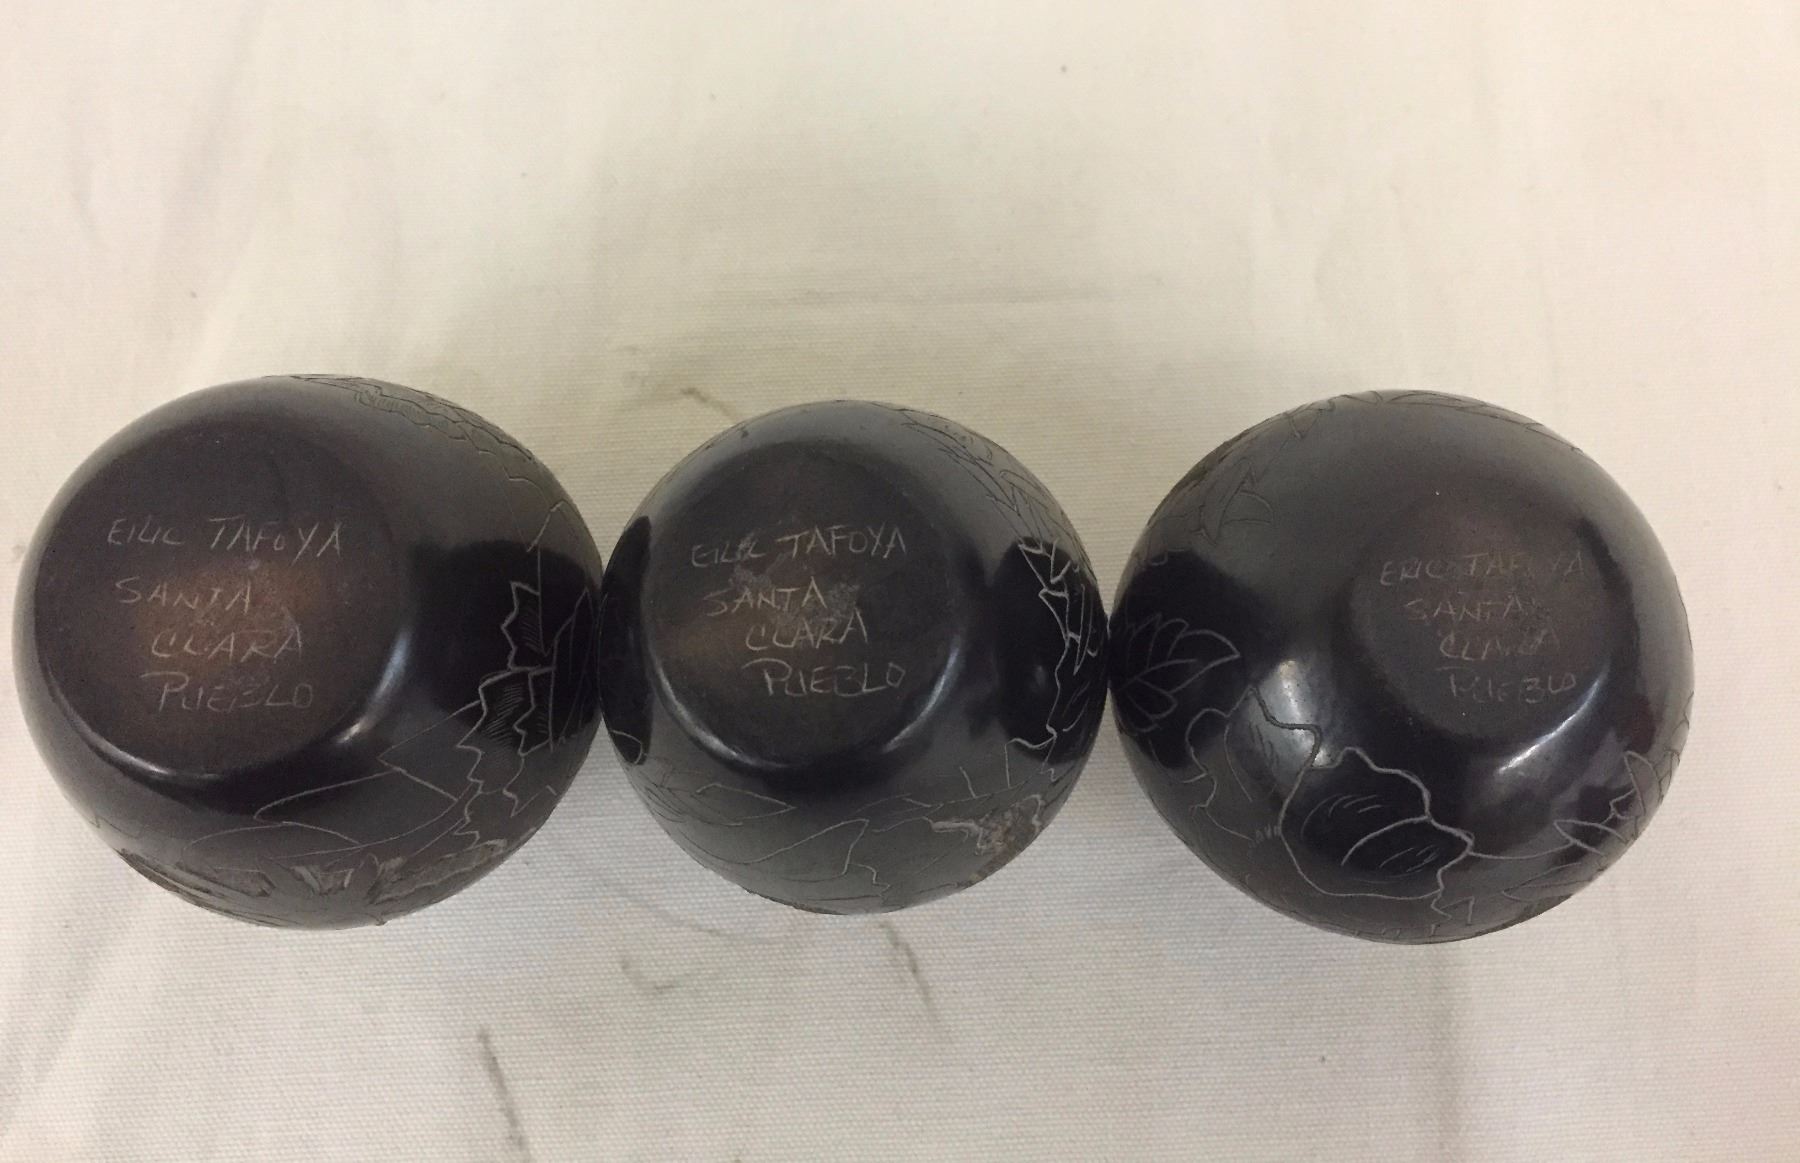 ERIC TAFOYA
SANTA
CLARA
PUEBLO
ERIC TAFOYA
SANTA
CLARA
PUEBLO
ERIC TAFOYA
SANTA
CLARA
PUEBLO